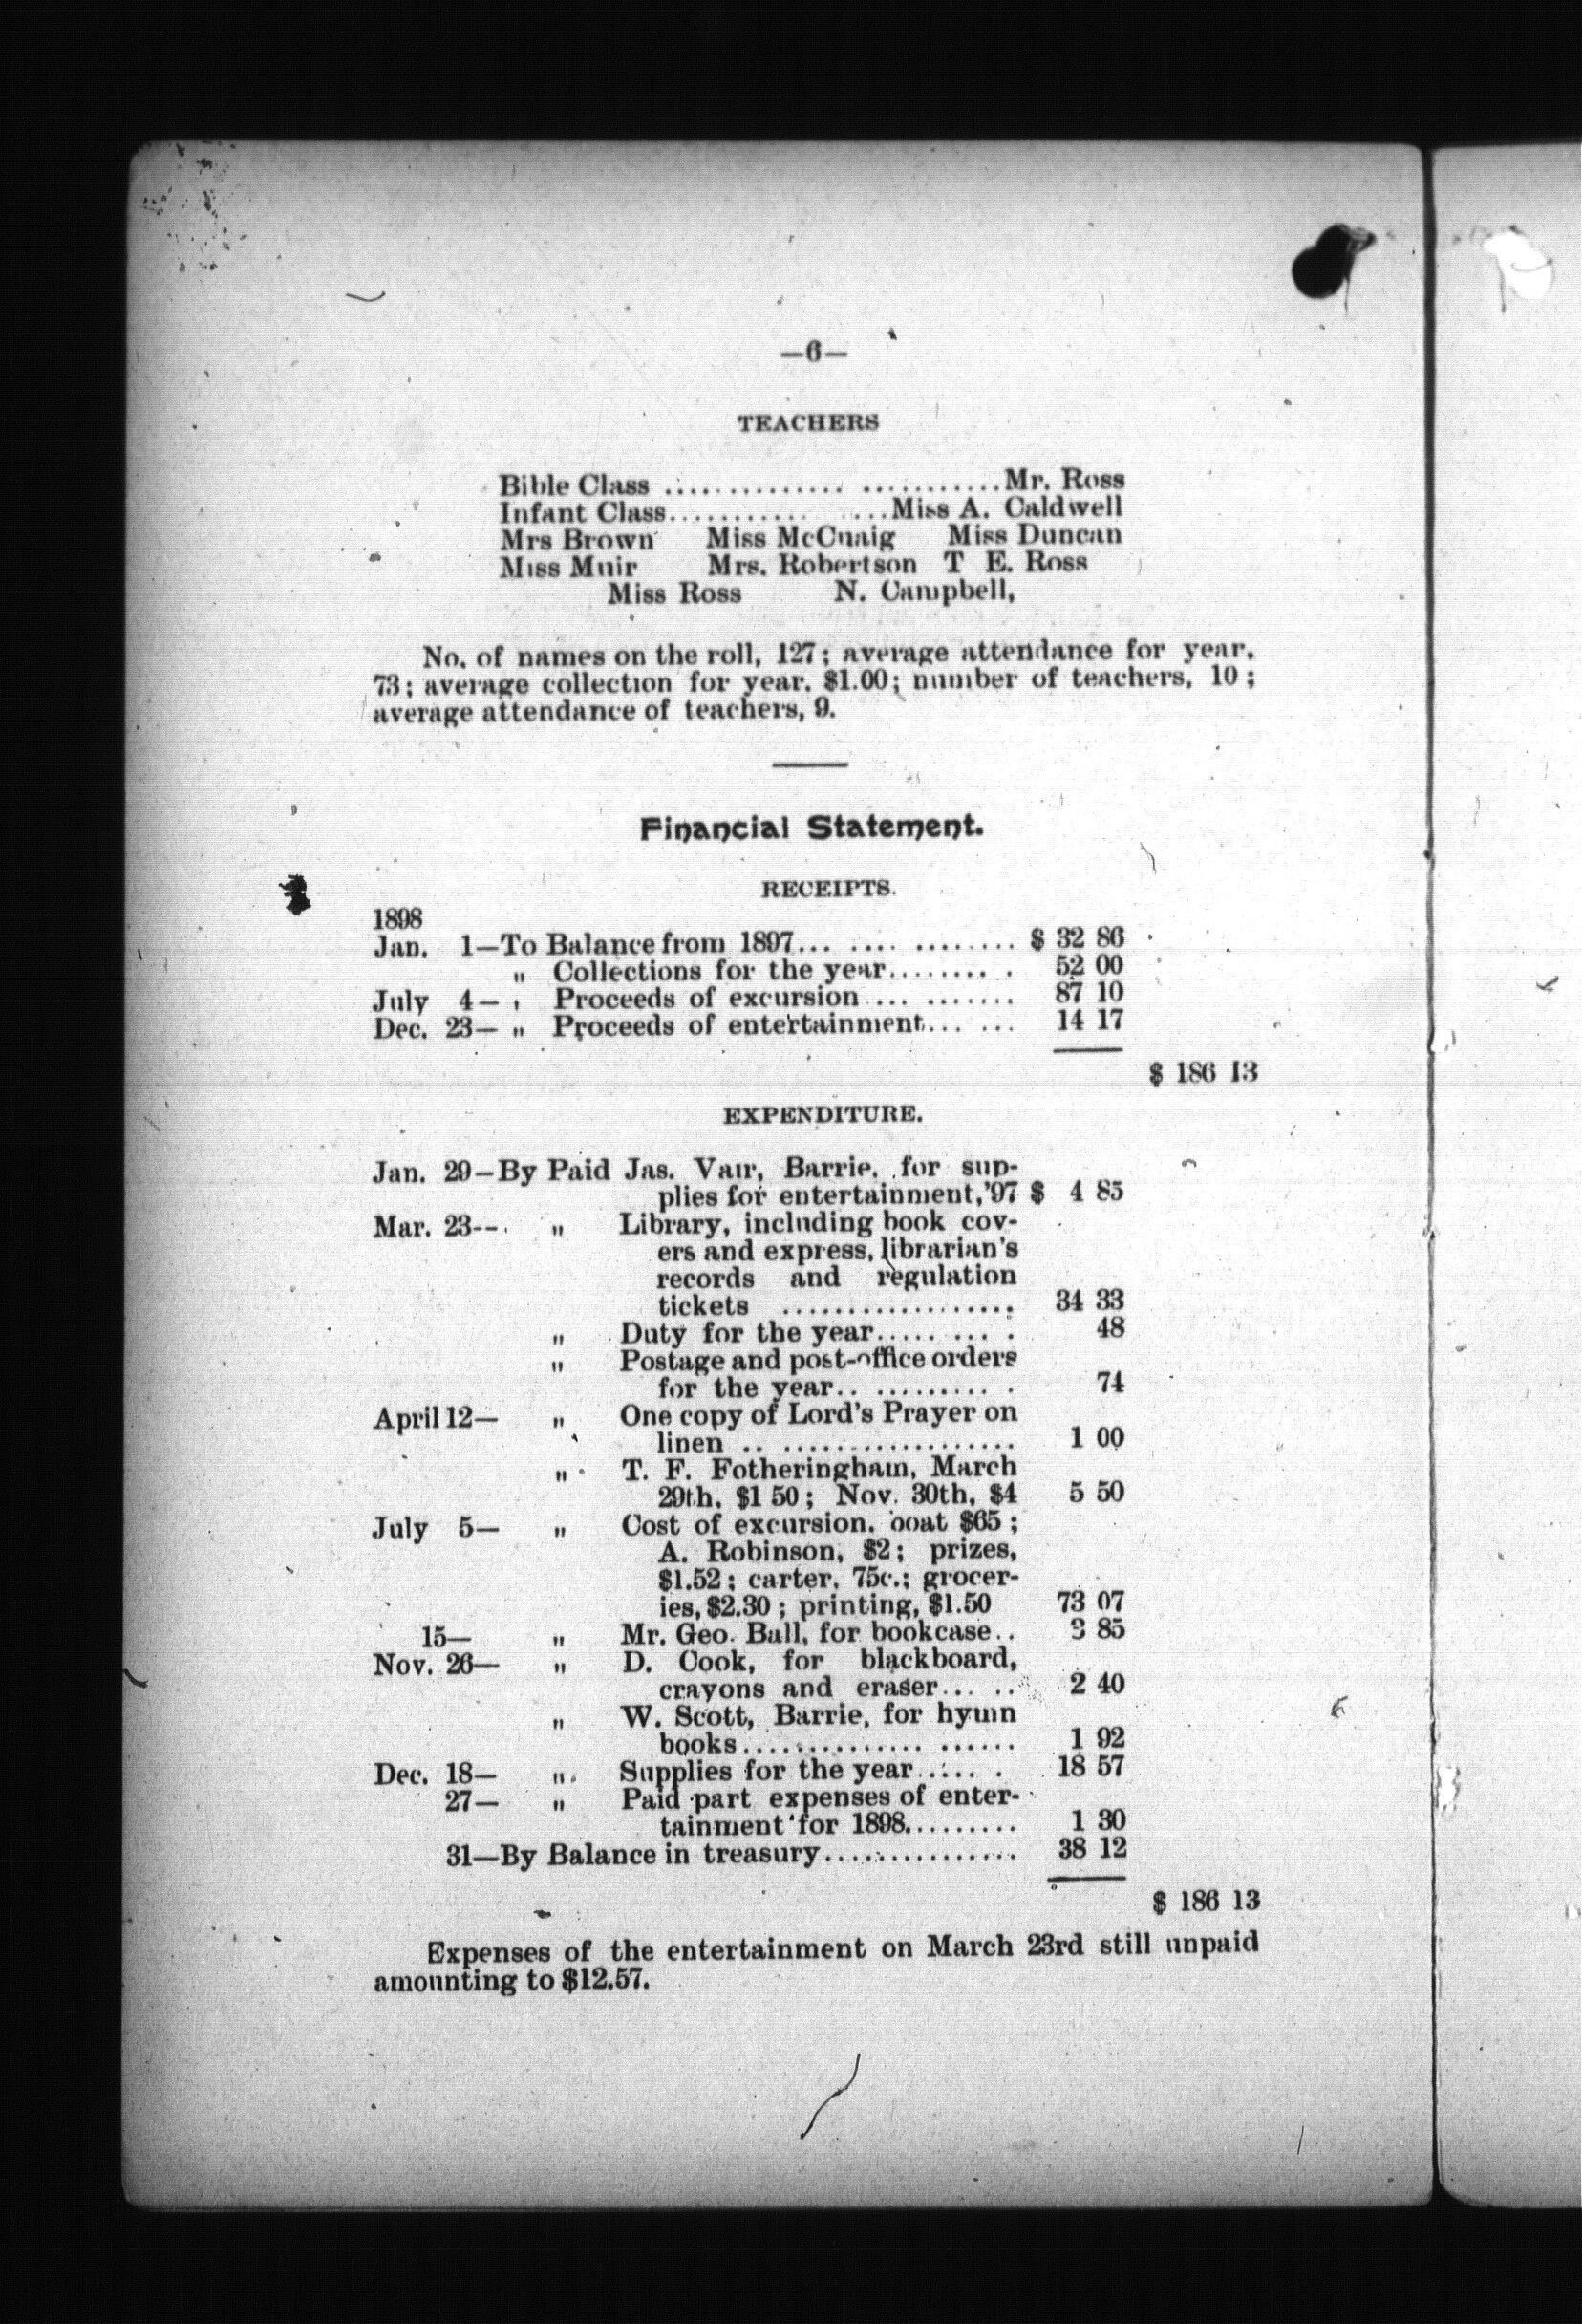 —6—
TEACHERS
Bible Class .............. ...........Mr. Ross
Infant Class........... ...Miss A. Caldwell
Mrs Brown Miss McCuaig Miss Duncan
Miss Muir Mrs. Robertson T E. Ross
Miss Ross N. Campbell,
No. of names on the roll, 127; average attendance for year,
73; average collection for year. $1.00; number of teachers, 10;
average attendance of teachers, 9.
Financial Statement.
RECEIPTS.
1898
Jan. 1—To Balance from 1897... .... ........ $ 32 86
" Collections for the year........ . 52 00
July 4— , Proceeds of excursion ... ....... 87 10
Dec. 23— " Proceeds of entertainment... ... 14 17
$ 186 13
EXPENDITURE.
Jan. 29—By Paid Jas. Vair, Barrie, for sup-
plies for entertainment,'97 $ 4 85
Mar. 23--. " Library, including book cov-
ers and express, librarian's
records and regulation
tickets .................. 34 33
" Duty for the year..... ... . 48
" Postage and post-office orders
for the year.. ......... . 74
April 12— " One copy of Lord's Prayer on
linen .. .................. 1 00
" T. F. Fotheringham, March
29th, $1 50; Nov. 30th, $4 5 50
July 5— " Cost of excursion. boat $65;
A. Robinson, $2; prizes,
$1.52; carter, 75c.; grocer-
ies, $2.30; printing, $1.50 73 07
15— " Mr. Geo. Ball, for bookcase.. 3 85
Nov. 26— " D. Cook, for blackboard,
crayons and eraser... .. 2 40
" W. Scott, Barrie, for hymn
books.............. ...... 1 92
Dec. 18— " Supplies for the year..... . 18 57
27— " Paid part expenses of enter-
tainment for 1898......... 1 30
31—By Balance in treasury............... 38 12
$ 186 13
Expenses of the entertainment on March 23rd still unpaid
amounting to $12.57.